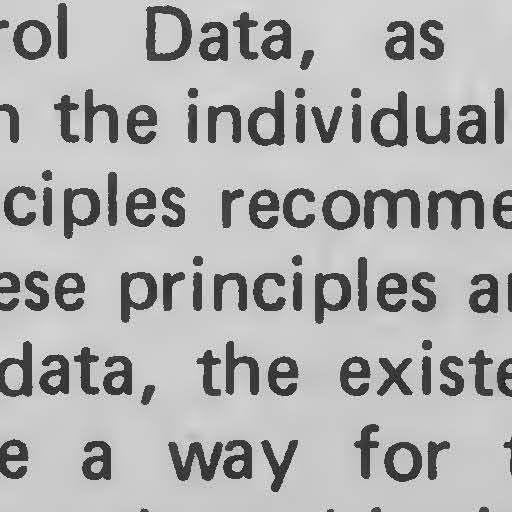 rol Data, as
n the individual
ciples recomme
ese principles a
data, the existe
e a way for